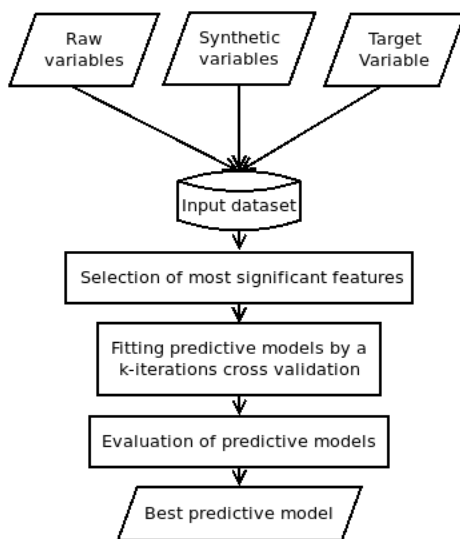 Raw
variables
Synthetic
variables
Target
Variable
Input dataset
Selection of most significant features
Fitting predictive models by a
k-iterations cross validation
Evaluation of predictive models
Best predictive model